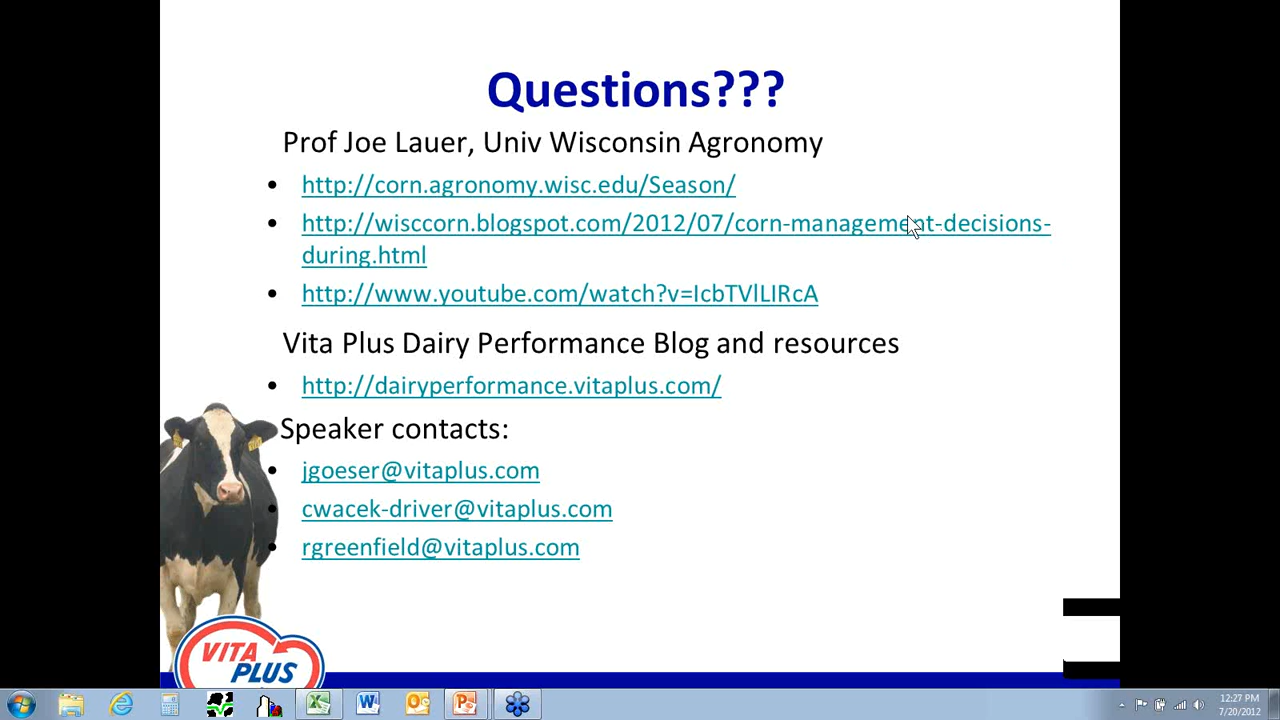 Questions???
Prof Joe Lauer, Univ Wisconsin Agronomy
• http://corn.agronomy.wisc.edu/Season/
• http://wisccorn.blogspot.com/2012/07/corn-management-decisions-
during.html
• http://www.youtube.com/watch?v=IcbTVlLIRcA
Vita Plus Dairy Performance Blog and resources
• http://dairyperformance.vitaplus.com/
Speaker contacts:
• jgoeser@vitaplus.com
• cwacek-driver@vitaplus.com
• rgreenfield@vitaplus.com
VITA
PLUS
12:27 PM
7/20/2012